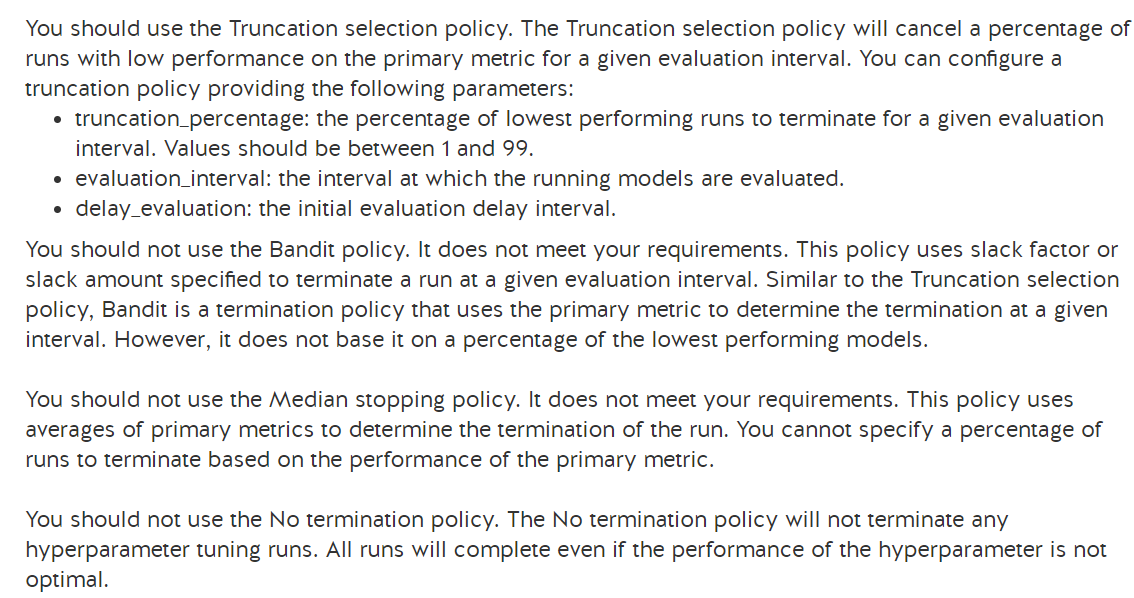 You should use the Truncation selection policy. The Truncation selection policy will cancel a percentage of
runs with low performance on the primary metric for a given evaluation interval. You can configure a
truncation policy providing the following parameters:
• truncation_percentage: the percentage of lowest performing runs to terminate for a given evaluation
interval. Values should be between 1 and 99.
• evaluation_interval: the interval at which the running models are evaluated.
• delay_evaluation: the initial evaluation delay interval.
You should not use the Bandit policy. It does not meet your requirements. This policy uses slack factor or
slack amount specified to terminate a run at a given evaluation interval. Similar to the Truncation selection
policy, Bandit is a termination policy that uses the primary metric to determine the termination at a given
interval. However, it does not base it on a percentage of the lowest performing models.
You should not use the Median stopping policy. It does not meet your requirements. This policy uses
averages of primary metrics to determine the termination of the run. You cannot specify a percentage of
runs to terminate based on the performance of the primary metric.
You should not use the No termination policy. The No termination policy will not terminate any
hyperparameter tuning runs. All runs will complete even if the performance of the hyperparameter is not
optimal.